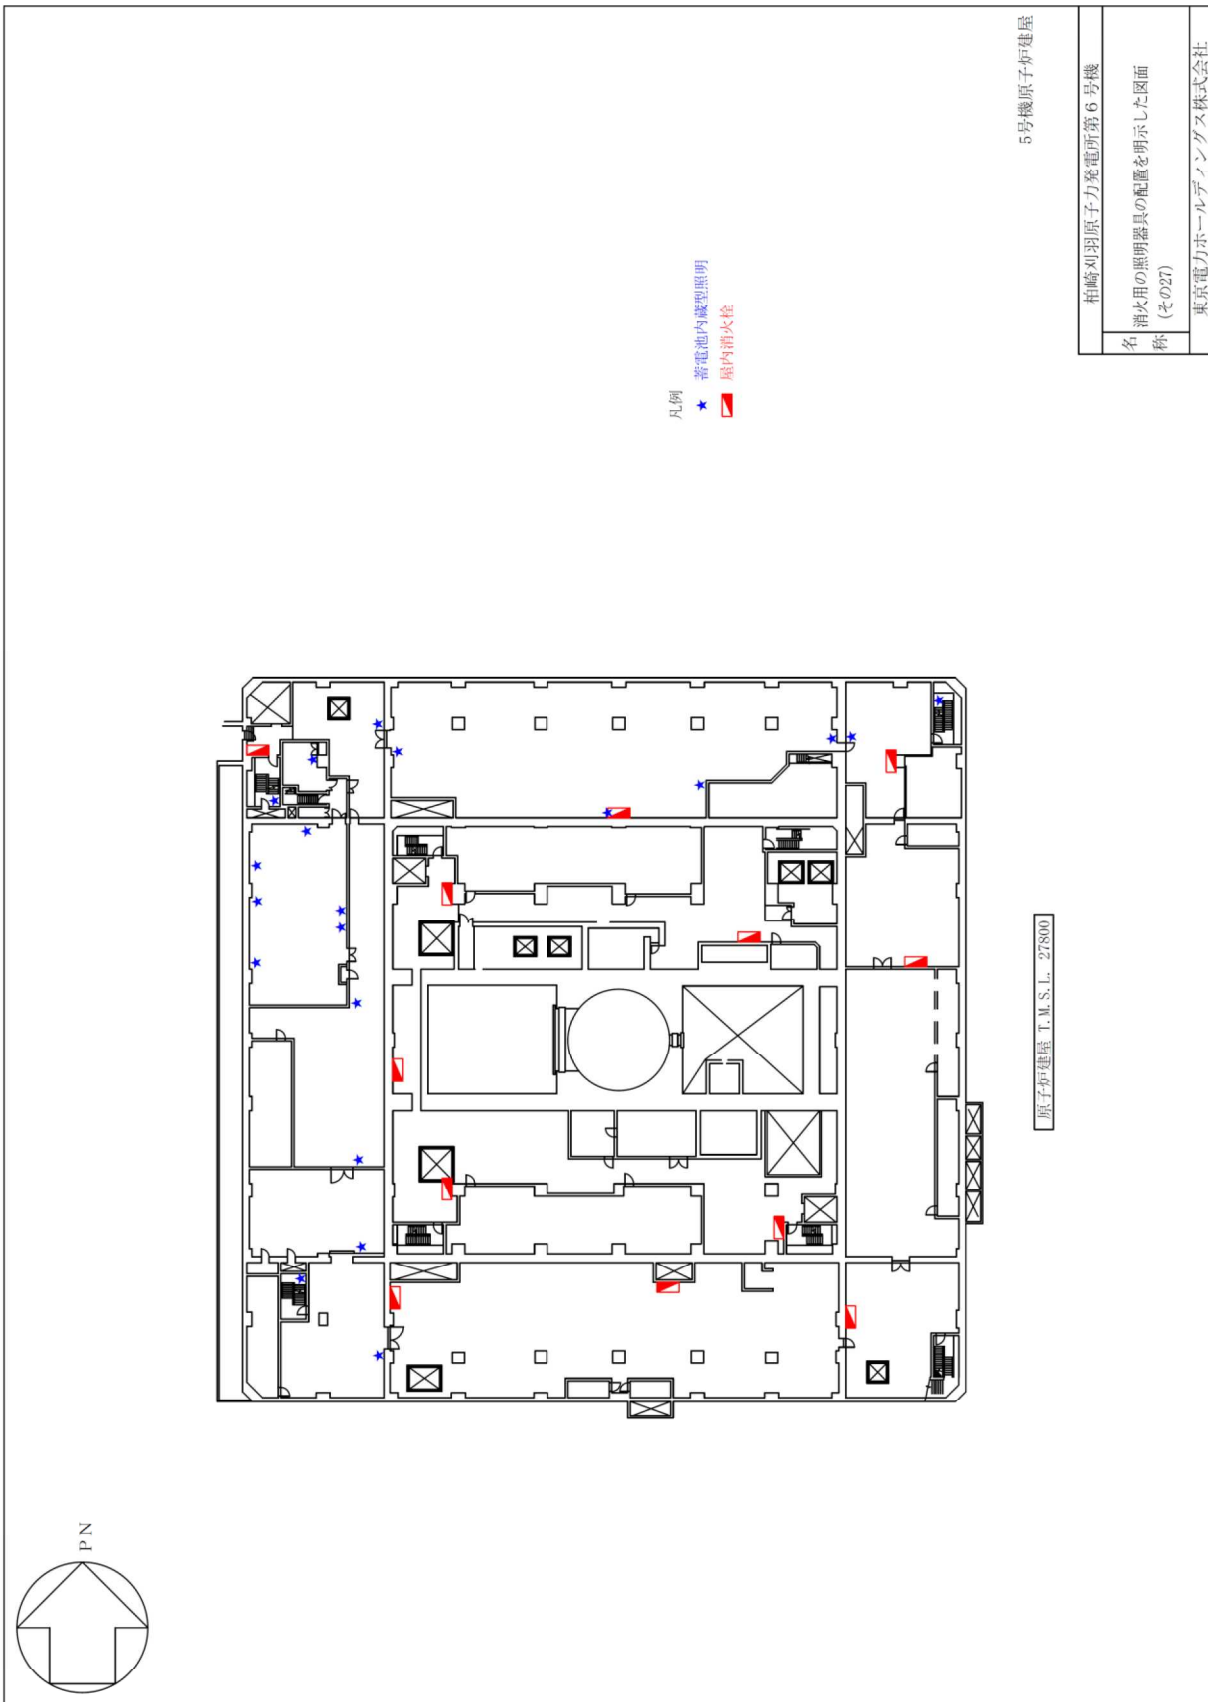 PN
凡例
蓄電池内蔵型照明
屋内消火栓
原子炉建屋 T.M.S.L. 27800
5号機原子炉建屋
柏崎刈羽原子力発電所第6号機
名称
消火用の照明器具の配置を明示した図面
(その27)
東京電力ホールディングス株式会社